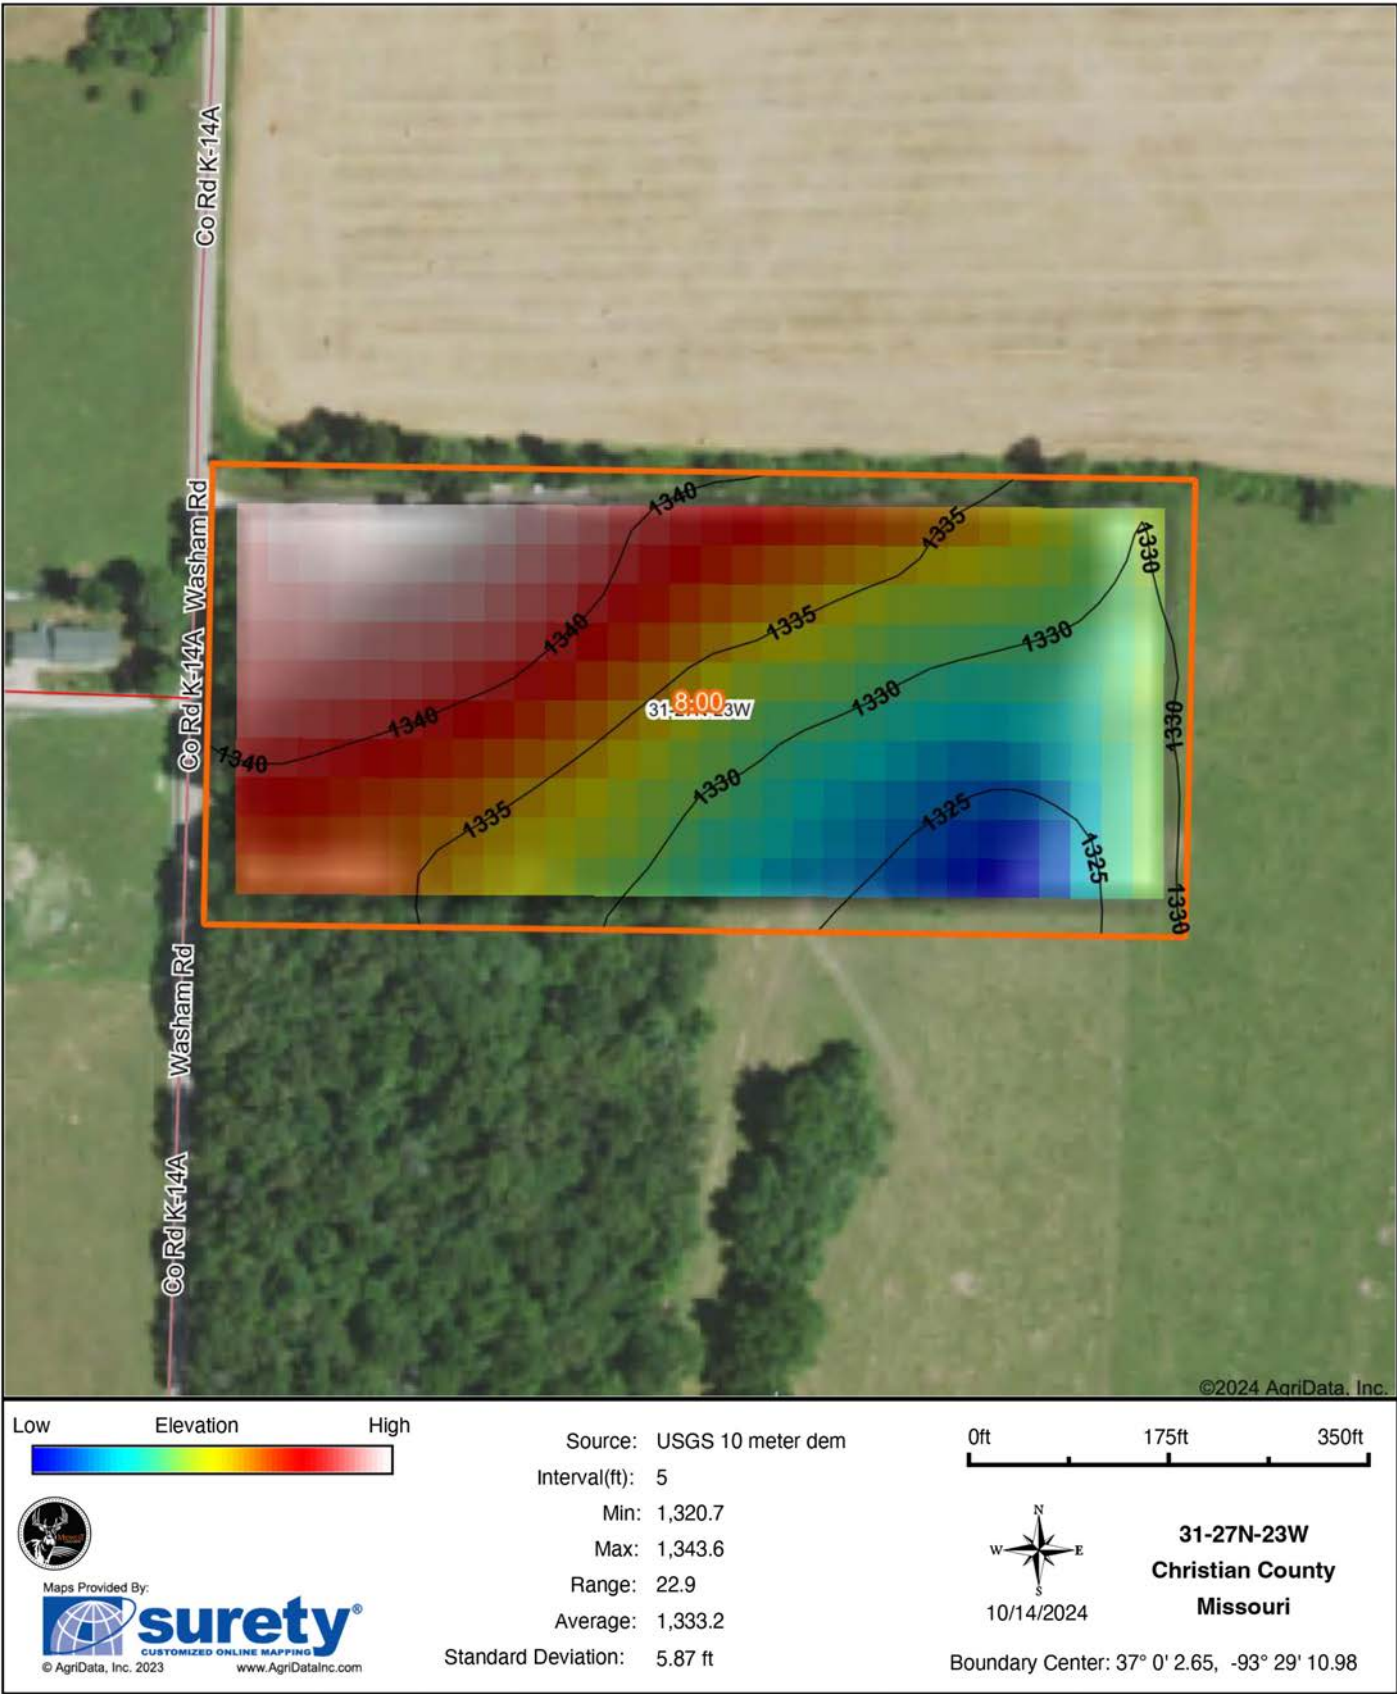 Co Rd K-14A
Washam Rd
Co Rd K-14A
Washam Rd
Co Rd K-14A
1340
1335
1330
1340
1335
1330
1330
1340
1330
1340
1330
1325
1335
1325
1330
8:00
©2024 AgriData, Inc.
Low Elevation High
Source: USGS 10 meter dem
Interval(ft): 5
Min: 1,320.7
Max: 1,343.6
Range: 22.9
Average: 1,333.2
Standard Deviation: 5.87 ft
0ft 175ft 350ft
N
W E
S
10/14/2024
31-27N-23W
Christian County
Missouri
Boundary Center: 37° 0' 2.65, -93° 29' 10.98
Maps Provided By:
surety®
CUSTOMIZED ONLINE MAPPING
© AgriData, Inc. 2023 www.AgriDataInc.com